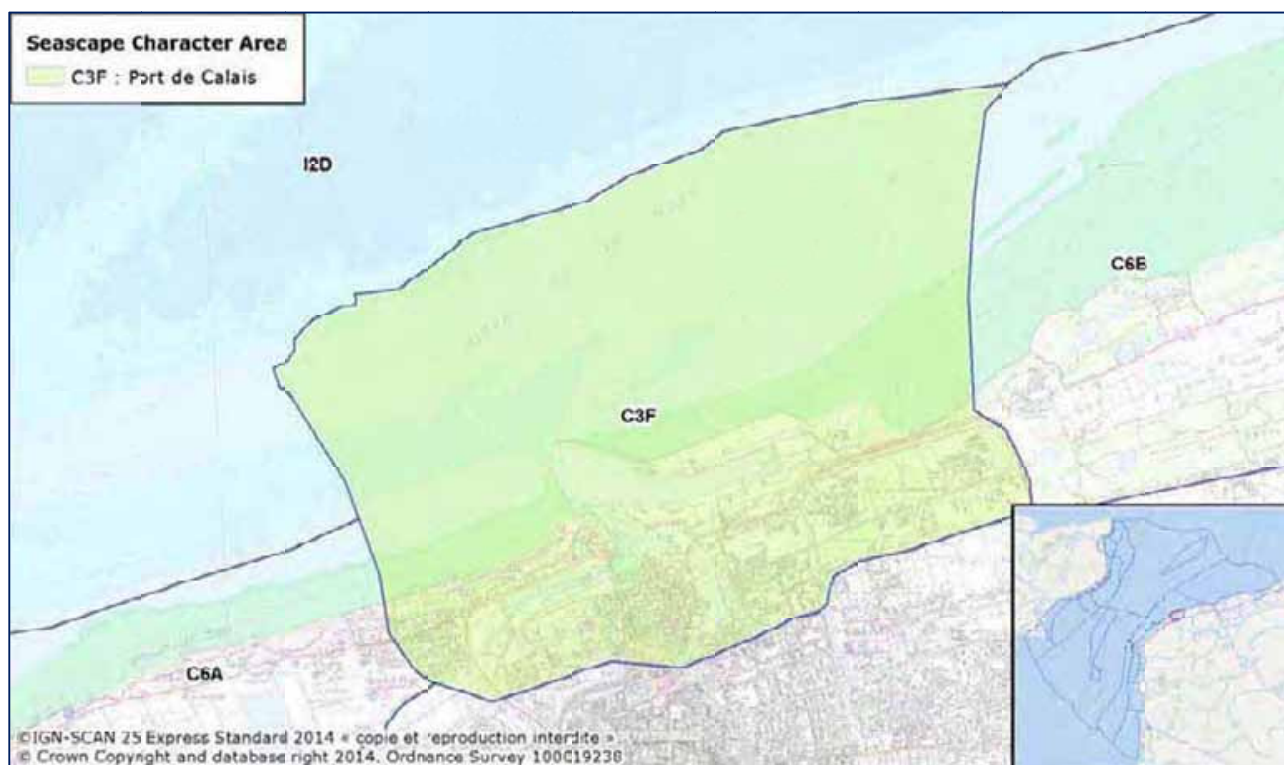 Seascape Character Area
C3F : Port de Calais
I2D
C6B
C3F
C6A
©IGN-SCAN 25 Express Standard 2014 « copie et reproduction interdite »
© Crown Copyright and database right 2014. Ordnance Survey 100019238